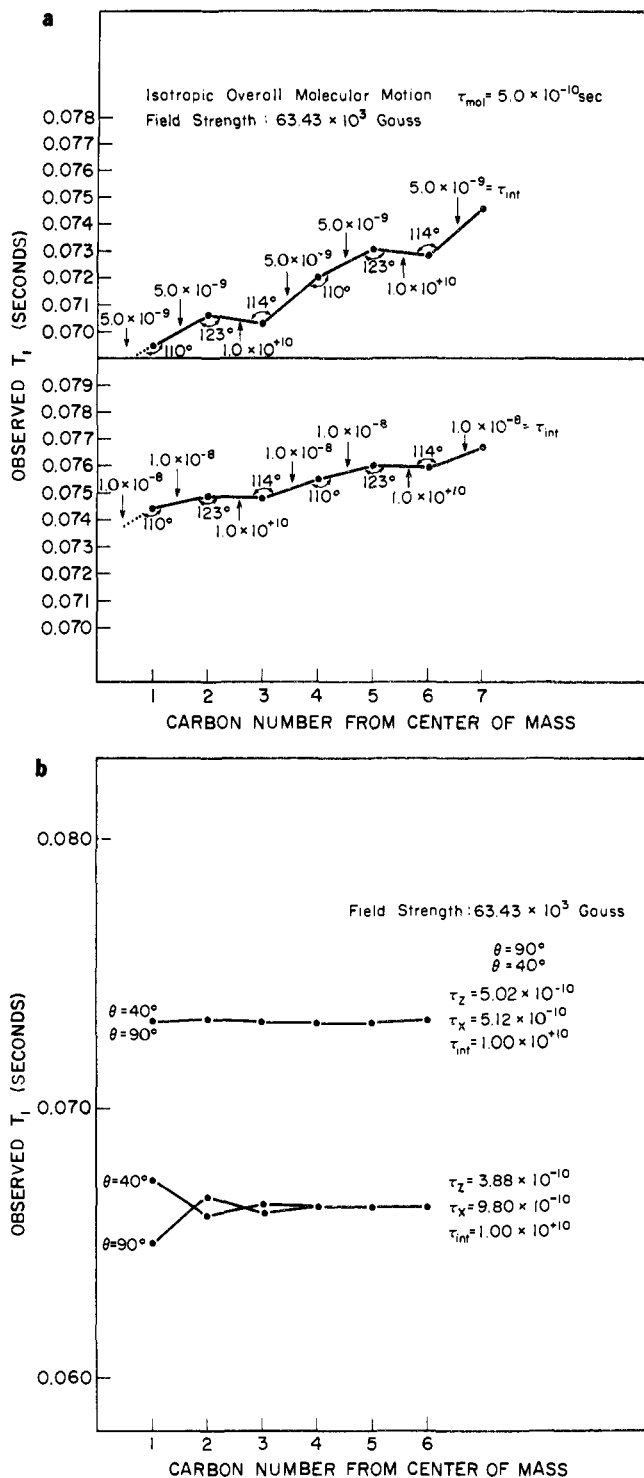 a
Isotropic Overall Molecular Motion τmol = 5.0 × 10⁻¹⁰ sec
Field Strength : 63.43 × 10³ Gauss
OBSERVED T₁ (SECONDS)
0.078
0.077
0.076
0.075
0.074
0.073
0.072
0.071
0.070
5.0 × 10⁻⁹
5.0 × 10⁻⁹
5.0 × 10⁻⁹
5.0 × 10⁻⁹
5.0 × 10⁻⁹ = τint
110°
123°
114°
1.0 × 10⁺¹⁰
110°
123°
114°
1.0 × 10⁺¹⁰
0.079
0.078
0.077
0.076
0.075
0.074
0.073
0.072
0.071
0.070
1.0 × 10⁻⁸
1.0 × 10⁻⁸
1.0 × 10⁻⁸
1.0 × 10⁻⁸
1.0 × 10⁻⁸ = τint
110°
123°
114°
1.0 × 10⁺¹⁰
110°
123°
114°
1.0 × 10⁺¹⁰
1 2 3 4 5 6 7
CARBON NUMBER FROM CENTER OF MASS
b
OBSERVED T₁ (SECONDS)
0.080
0.070
0.060
Field Strength : 63.43 × 10³ Gauss
θ = 90°
θ = 40°
θ = 40°
θ = 90°
τz = 5.02 × 10⁻¹⁰
τx = 5.12 × 10⁻¹⁰
τint = 1.00 × 10⁺¹⁰
θ = 40°
θ = 90°
τz = 3.88 × 10⁻¹⁰
τx = 9.80 × 10⁻¹⁰
τint = 1.00 × 10⁺¹⁰
1 2 3 4 5 6
CARBON NUMBER FROM CENTER OF MASS